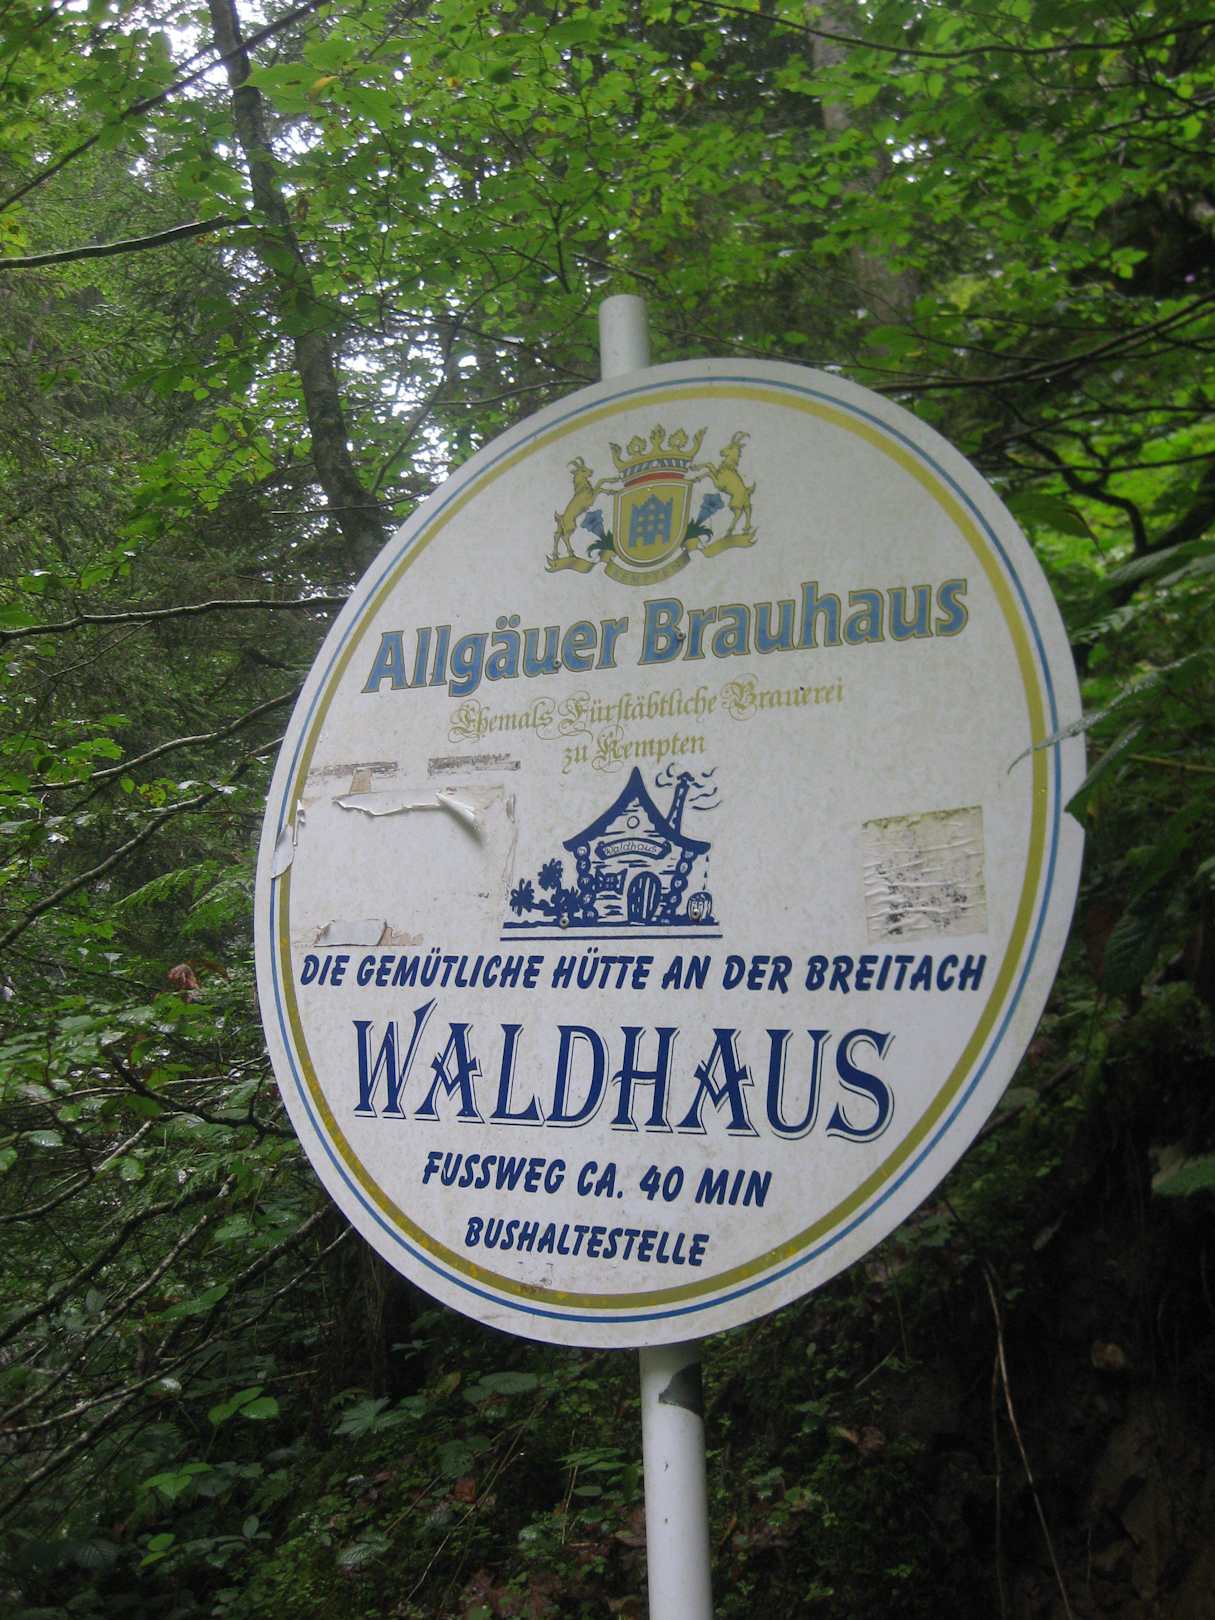 KEMPTEN
Allgäuer Brauhaus
Ehemals Fürstäbtliche Brauerei
zu Kempten
Waldhaus
DIE GEMÜTLICHE HÜTTE AN DER BREITACH
WALDHAUS
FUSSWEG CA. 40 MIN
BUSHALTESTELLE